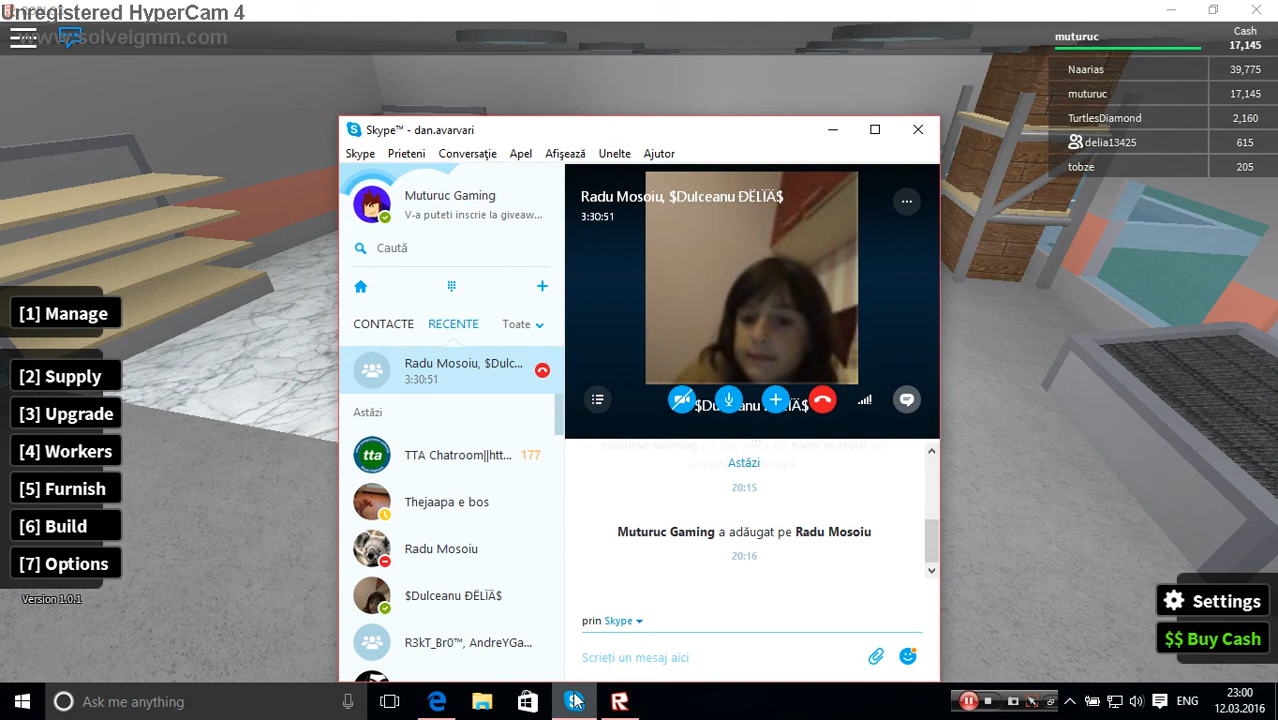 Unregistered HyperCam 4
www.solveigmm.com
muturuc
Cash
17,145
Naarias 39,775
muturuc 17,145
TurtlesDiamond 2,160
delia13425 615
tobze 205
[1] Manage
[2] Supply
[3] Upgrade
[4] Workers
[5] Furnish
[6] Build
[7] Options
Version 1.0.1
Skype™ - dan.avarvari
Skype Prieteni Conversaţie Apel Afişează Unelte Ajutor
Muturuc Gaming
V-a puteti inscrie la giveaw...
Caută
CONTACTE RECENTE Toate
Radu Mosoiu, $Dulc...
3:30:51
Astăzi
TTA Chatroom||htt... 177
tta
Thejaapa e bos
Radu Mosoiu
$Dulceanu ÐËLÏÄ$
R3kT_Br0™, AndreYGa...
Radu Mosoiu, $Dulceanu ÐËLÏÄ$
3:30:51
Astăzi
20:15
Muturuc Gaming a adăugat pe Radu Mosoiu
20:16
prin Skype
Scrieți un mesaj aici
Settings
$$ Buy Cash
Ask me anything
ENG
23:00
12.03.2016